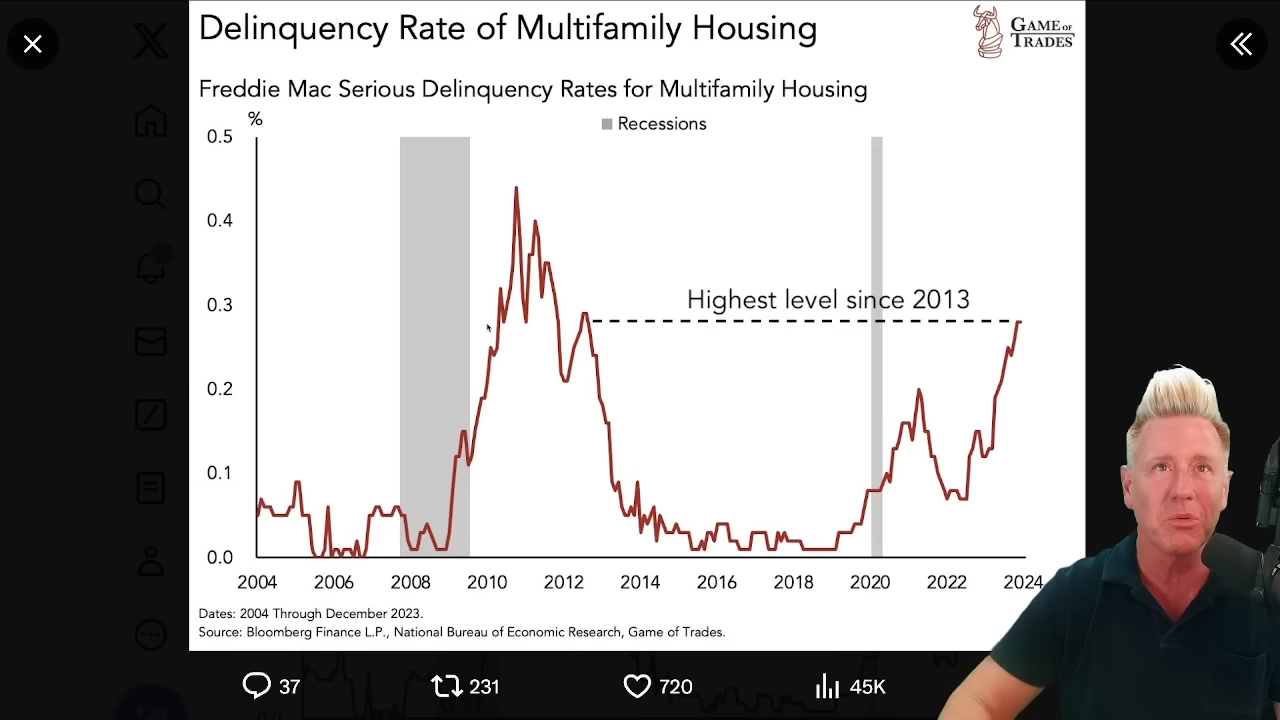 Delinquency Rate of Multifamily Housing
GAME OF
TRADES
Freddie Mac Serious Delinquency Rates for Multifamily Housing
%
Recessions
0.5
0.4
0.3
0.2
0.1
0.0
Highest level since 2013
2004 2006 2008 2010 2012 2014 2016 2018 2020 2022 2024
Dates: 2004 Through December 2023.
Source: Bloomberg Finance L.P., National Bureau of Economic Research, Game of Trades.
37 231 720 45K